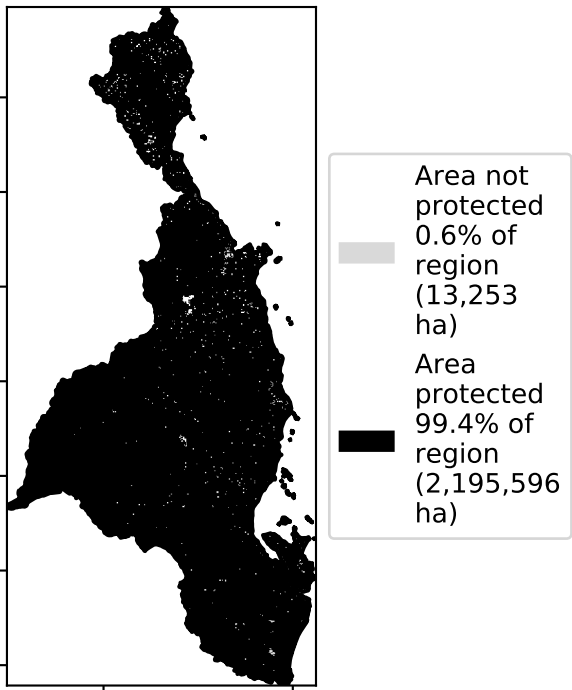 Area not
protected
0.6% of
region
(13,253
ha)
Area
protected
99.4% of
region
(2,195,596
ha)